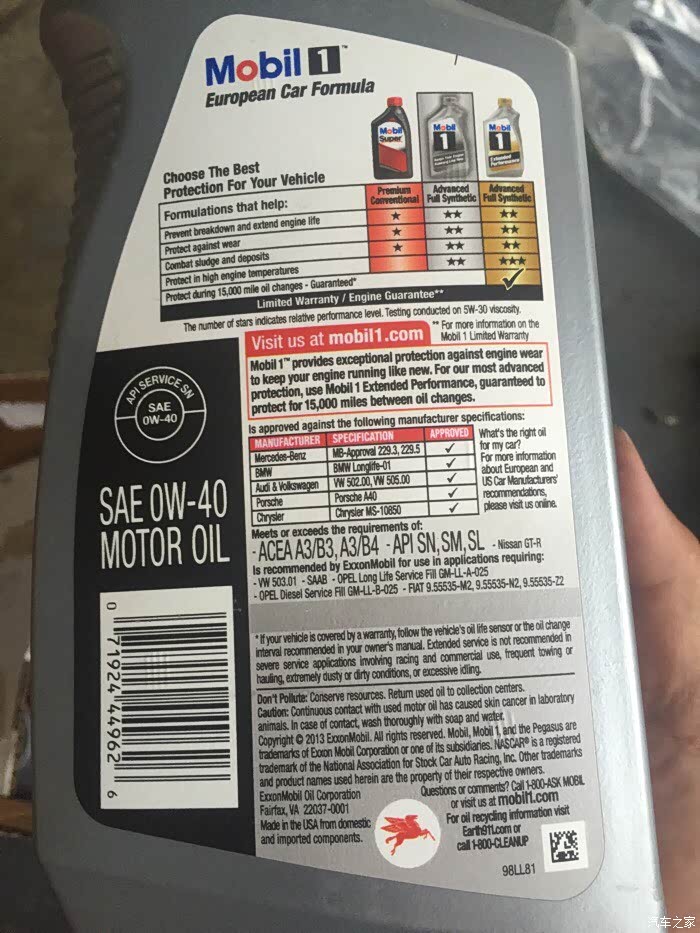 Mobil 1™
European Car Formula
Mobil Super
Mobil 1
Mobil 1
Extended Performance
Choose The Best
Protection For Your Vehicle
Formulations that help:
Premium Conventional
Advanced Full Synthetic
Advanced Full Synthetic
Prevent breakdown and extend engine life ★ ★★ ★★
Protect against wear ★ ★★ ★★
Combat sludge and deposits ★ ★★ ★★
Protect in high engine temperatures ★★ ★★★
Protect during 15,000 mile oil changes - Guaranteed* ✓
Limited Warranty / Engine Guarantee**
The number of stars indicates relative performance level. Testing conducted on 5W-30 viscosity.
Visit us at mobil1.com
** For more information on the
Mobil 1 Limited Warranty
Mobil 1™ provides exceptional protection against engine wear
to keep your engine running like new. For our most advanced
protection, use Mobil 1 Extended Performance, guaranteed to
protect for 15,000 miles between oil changes.
API SERVICE SN
SAE
0W-40
SAE 0W-40
MOTOR OIL
Is approved against the following manufacturer specifications:
MANUFACTURER SPECIFICATION APPROVED
Mercedes-Benz MB-Approval 229.3, 229.5 ✓
BMW BMW Longlife-01 ✓
Audi & Volkswagen VW 502.00, VW 505.00 ✓
Porsche Porsche A40 ✓
Chrysler Chrysler MS-10850 ✓
What's the right oil
for my car?
For more information
about European and
US Car Manufacturers'
recommendations,
please visit us online.
Meets or exceeds the requirements of:
- ACEA A3/B3, A3/B4 - API SN, SM, SL - Nissan GT-R
Is recommended by ExxonMobil for use in applications requiring:
- VW 503.01 - SAAB - OPEL Long Life Service Fill GM-LL-A-025
- OPEL Diesel Service Fill GM-LL-B-025 - FIAT 9.55535-M2, 9.55535-N2, 9.55535-Z2
* If your vehicle is covered by a warranty, follow the vehicle's oil life sensor or the oil change
interval recommended in your owner's manual. Extended service is not recommended in
severe service applications involving racing and commercial use, frequent towing or
hauling, extremely dusty or dirty conditions, or excessive idling.
Don't Pollute: Conserve resources. Return used oil to collection centers.
Caution: Continuous contact with used motor oil has caused skin cancer in laboratory
animals. In case of contact, wash thoroughly with soap and water.
Copyright © 2013 ExxonMobil. All rights reserved. Mobil, Mobil 1 and the Pegasus are
trademarks of Exxon Mobil Corporation or one of its subsidiaries. NASCAR® is a registered
trademark of the National Association for Stock Car Auto Racing, Inc. Other trademarks
and product names used herein are the property of their respective owners.
ExxonMobil Oil Corporation
Fairfax, VA 22037-0001
Made in the USA from domestic
and imported components.
Questions or comments? Call 1-800-ASK MOBIL
or visit us at mobil1.com
For oil recycling information visit
Earth911.com or
call 1-800-CLEANUP
98LL81
0 71924 44962 6
汽车之家